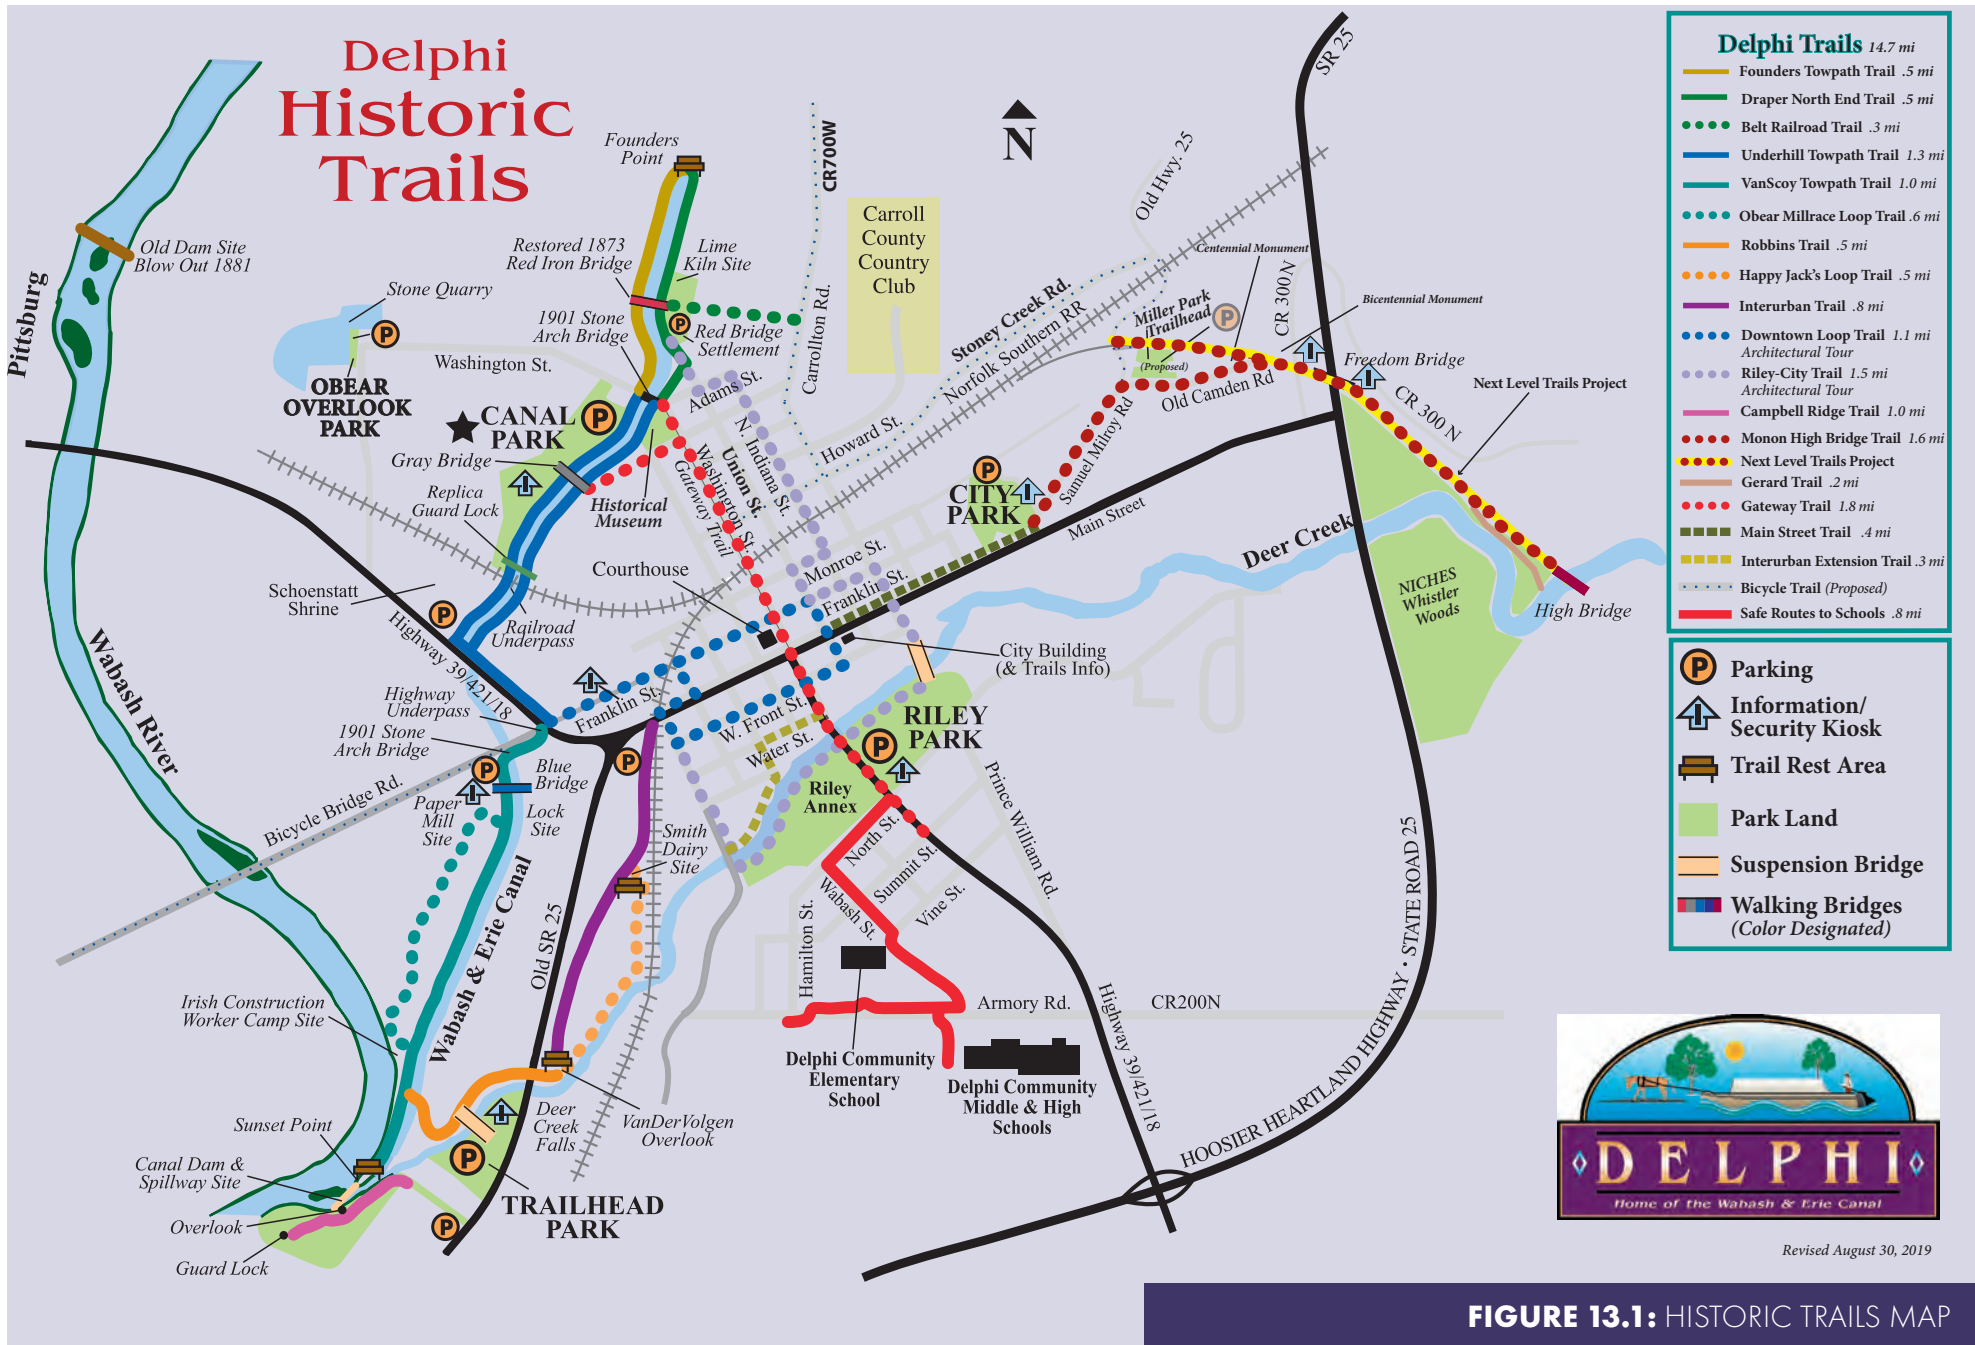 Delphi
Historic
Trails
Founders
Point
CR700W
Carroll
County
Country
Club
N
SR 25
Old Hwy. 25
Old Dam Site
Blow Out 1881
Pittsburg
Stone Quarry
Restored 1873
Red Iron Bridge
Lime
Kiln Site
1901 Stone
Arch Bridge
P
Red Bridge
Settlement
Carrollton Rd.
Stoney Creek Rd.
Norfolk Southern RR
Centennial Monument
Miller Park
Trailhead
P
(Proposed)
CR 300N
Bicentennial Monument
Freedom Bridge
Next Level Trails Project
CR 300 N
Old Camden Rd
Samuel Milroy Rd
P
OBEAR
OVERLOOK
PARK
Washington St.
CANAL
PARK
P
Gray Bridge
Replica
Guard Lock
Historical
Museum
Adams St.
N. Indiana St.
Union St.
Washington St.
Gateway Trail
Howard St.
P
CITY
PARK
Main Street
Deer Creek
NICHES
Whistler
Woods
High Bridge
Courthouse
Monroe St.
Franklin St.
Schoenstatt
Shrine
P
Railroad
Underpass
Highway 39/421/18
City Building
(& Trails Info)
Wabash River
Highway
Underpass
1901 Stone
Arch Bridge
Franklin St.
W. Front St.
Water St.
RILEY
PARK
P
Riley
Annex
P
P
Blue
Bridge
Paper
Mill
Site
Lock
Site
Bicycle Bridge Rd.
Smith
Dairy
Site
North St.
Summit St.
Vine St.
Wabash St.
Hamilton St.
Prince William Rd.
Wabash & Erie Canal
Old SR 25
Irish Construction
Worker Camp Site
Armory Rd.
CR200N
Highway 39/421/18
HOOSIER HEARTLAND HIGHWAY • STATE ROAD 25
Delphi Community
Elementary
School
Delphi Community
Middle & High
Schools
Deer
Creek
Falls
VanDerVolgen
Overlook
Sunset Point
Canal Dam &
Spillway Site
Overlook
Guard Lock
P
TRAILHEAD
PARK
P
Delphi Trails 14.7 mi
Founders Towpath Trail .5 mi
Draper North End Trail .5 mi
Belt Railroad Trail .3 mi
Underhill Towpath Trail 1.3 mi
VanScoy Towpath Trail 1.0 mi
Obear Millrace Loop Trail .6 mi
Robbins Trail .5 mi
Happy Jack's Loop Trail .5 mi
Interurban Trail .8 mi
Downtown Loop Trail 1.1 mi
Architectural Tour
Riley-City Trail 1.5 mi
Architectural Tour
Campbell Ridge Trail 1.0 mi
Monon High Bridge Trail 1.6 mi
Next Level Trails Project
Gerard Trail .2 mi
Gateway Trail 1.8 mi
Main Street Trail .4 mi
Interurban Extension Trail .3 mi
Bicycle Trail (Proposed)
Safe Routes to Schools .8 mi
P Parking
Information/
Security Kiosk
Trail Rest Area
Park Land
Suspension Bridge
Walking Bridges
(Color Designated)
DELPHI
Home of the Wabash & Erie Canal
Revised August 30, 2019
FIGURE 13.1: HISTORIC TRAILS MAP